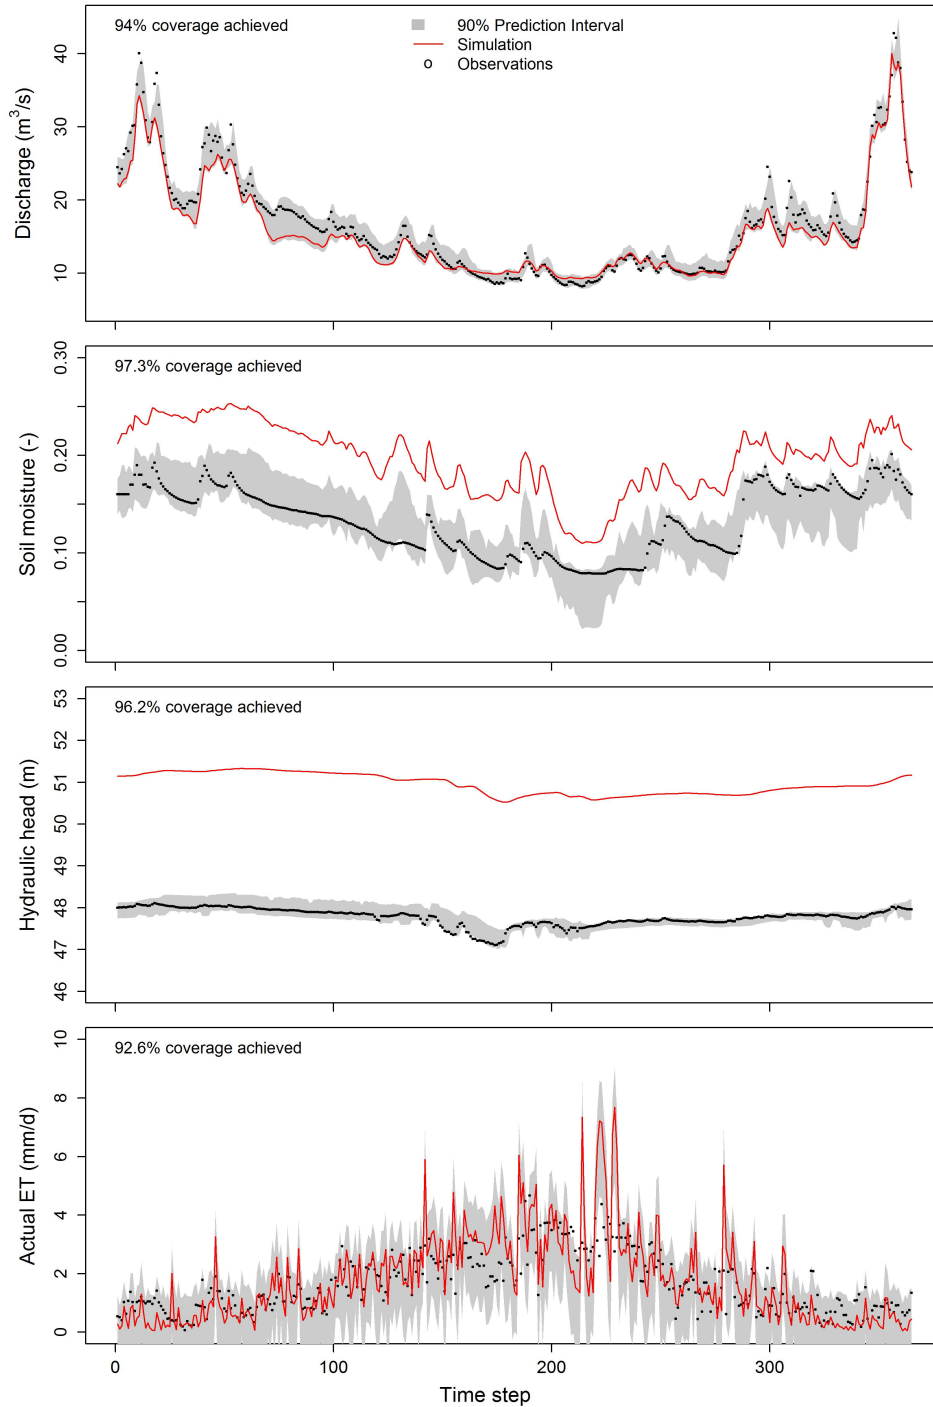 94% coverage achieved
90% Prediction Interval
Simulation
o Observations
Discharge (m³/s)
40
30
20
10
97.3% coverage achieved
Soil moisture (-)
0.30
0.20
0.10
0.00
96.2% coverage achieved
Hydraulic head (m)
53
52
51
50
49
48
47
46
92.6% coverage achieved
Actual ET (mm/d)
10
8
6
4
2
0
0 100 200 300
Time step